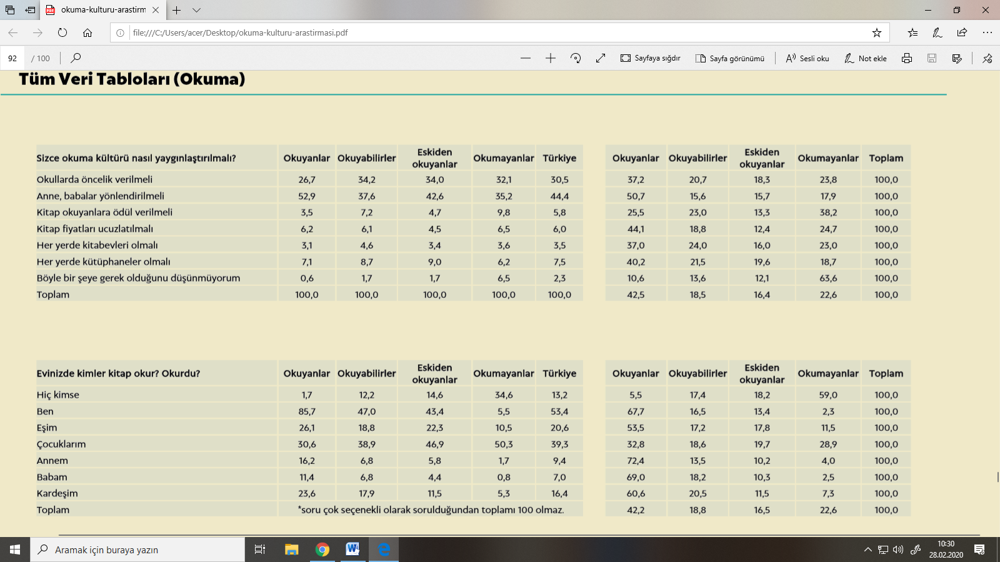 okuma-kulturu-arastirm
file:///C:/Users/acer/Desktop/okuma-kulturu-arastirmasi.pdf
92 / 100 Sayfaya sığdır Sayfa görünümü Sesli oku Not ekle
Tüm Veri Tabloları (Okuma)
Sizce okuma kültürü nasıl yaygınlaştırılmalı? Okuyanlar Okuyabilirler Eskiden okuyanlar Okumayanlar Türkiye Okuyanlar Okuyabilirler Eskiden okuyanlar Okumayanlar Toplam
Okullarda öncelik verilmeli 26,7 34,2 34,0 32,1 30,5 37,2 20,7 18,3 23,8 100,0
Anne, babalar yönlendirilmeli 52,9 37,6 42,6 35,2 44,4 50,7 15,6 15,7 17,9 100,0
Kitap okuyanlara ödül verilmeli 3,5 7,2 4,7 9,8 5,8 25,5 23,0 13,3 38,2 100,0
Kitap fiyatları ucuzlatılmalı 6,2 6,1 4,5 6,5 6,0 44,1 18,8 12,4 24,7 100,0
Her yerde kitabevleri olmalı 3,1 4,6 3,4 3,6 3,5 37,0 24,0 16,0 23,0 100,0
Her yerde kütüphaneler olmalı 7,1 8,7 9,0 6,2 7,5 40,2 21,5 19,6 18,7 100,0
Böyle bir şeye gerek olduğunu düşünmüyorum 0,6 1,7 1,7 6,5 2,3 10,6 13,6 12,1 63,6 100,0
Toplam 100,0 100,0 100,0 100,0 100,0 42,5 18,5 16,4 22,6 100,0
Evinizde kimler kitap okur? Okurdu? Okuyanlar Okuyabilirler Eskiden okuyanlar Okumayanlar Türkiye Okuyanlar Okuyabilirler Eskiden okuyanlar Okumayanlar Toplam
Hiç kimse 1,7 12,2 14,6 34,6 13,2 5,5 17,4 18,2 59,0 100,0
Ben 85,7 47,0 43,4 5,5 53,4 67,7 16,5 13,4 2,3 100,0
Eşim 26,1 18,8 22,3 10,5 20,6 53,5 17,2 17,8 11,5 100,0
Çocuklarım 30,6 38,9 46,9 50,3 39,3 32,8 18,6 19,7 28,9 100,0
Annem 16,2 6,8 5,8 1,7 9,4 72,4 13,5 10,2 4,0 100,0
Babam 11,4 6,8 4,4 0,8 7,0 69,0 18,2 10,3 2,5 100,0
Kardeşim 23,6 17,9 11,5 5,3 16,4 60,6 20,5 11,5 7,3 100,0
Toplam *soru çok seçenekli olarak sorulduğundan toplamı 100 olmaz. 42,2 18,8 16,5 22,6 100,0
Aramak için buraya yazın
10:30
28.02.2020